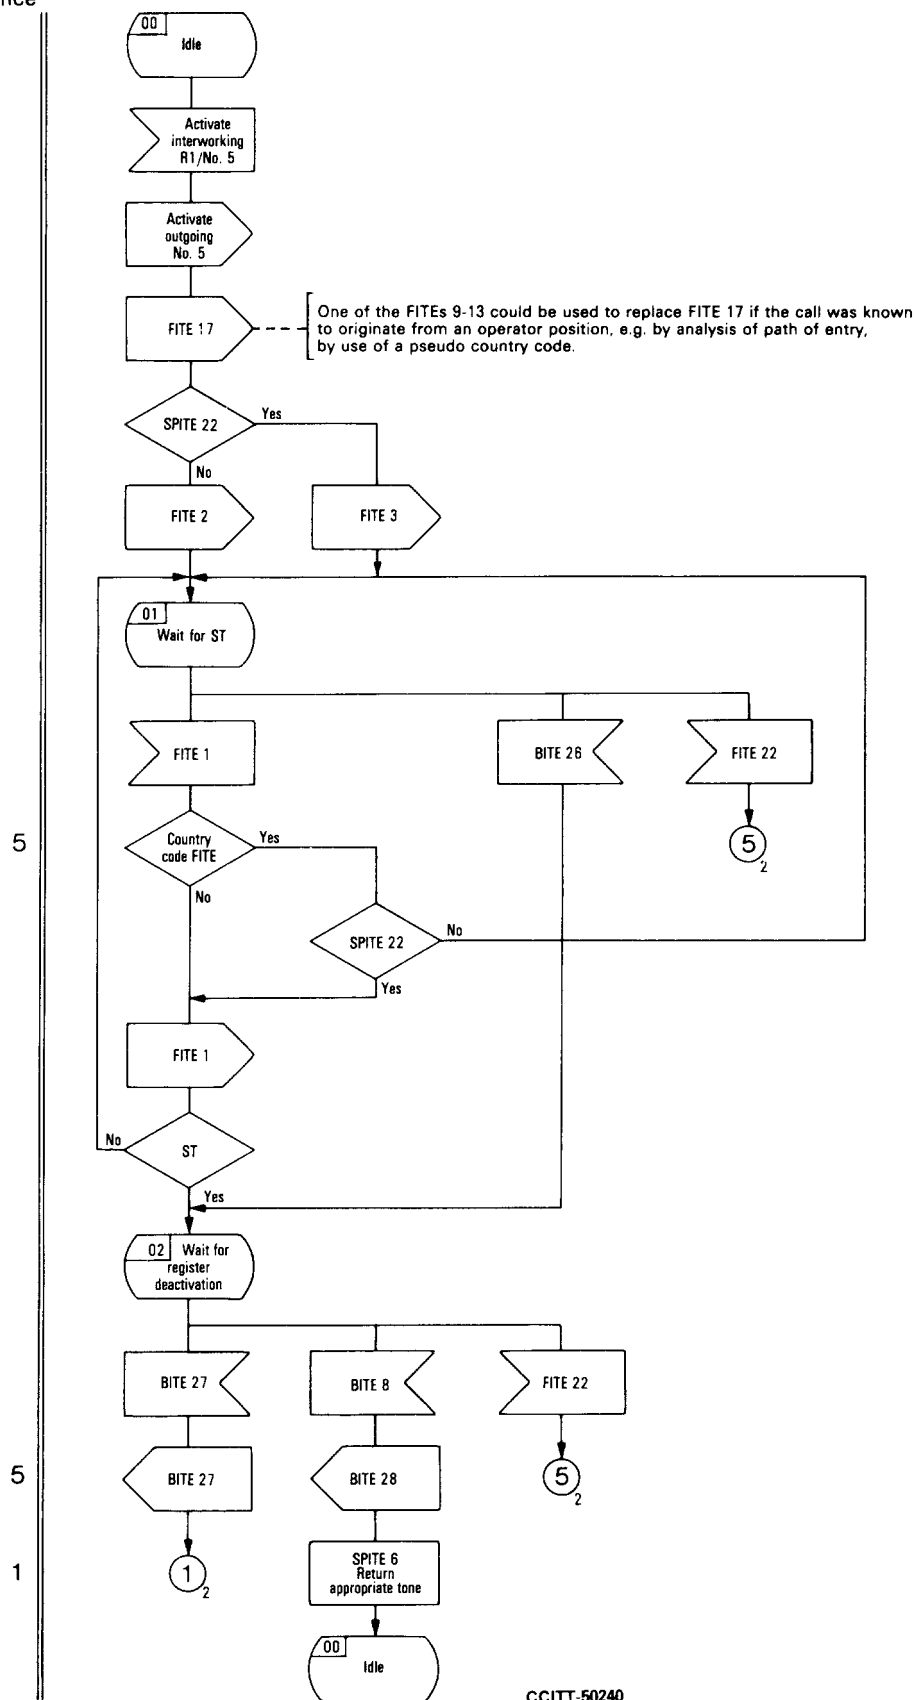 00
Idle
Activate
interworking
R1/No. 5
Activate
outgoing
No. 5
FITE 17
One of the FITEs 9-13 could be used to replace FITE 17 if the call was known
to originate from an operator position, e.g. by analysis of path of entry,
by use of a pseudo country code.
SPITE 22
Yes
No
FITE 2
FITE 3
01
Wait for ST
FITE 1
BITE 26
FITE 22
5
Country
code FITE
Yes
5
2
No
SPITE 22
No
Yes
FITE 1
No
ST
Yes
02 Wait for
register
deactivation
BITE 27
BITE 8
FITE 22
5
BITE 27
BITE 28
5
2
1
1
2
SPITE 6
Return
appropriate tone
00
Idle